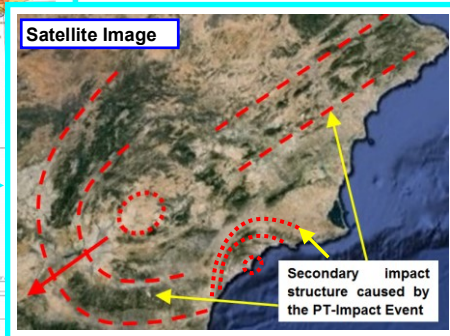 Satellite Image
Secondary impact
structure caused by
the PT-Impact Event